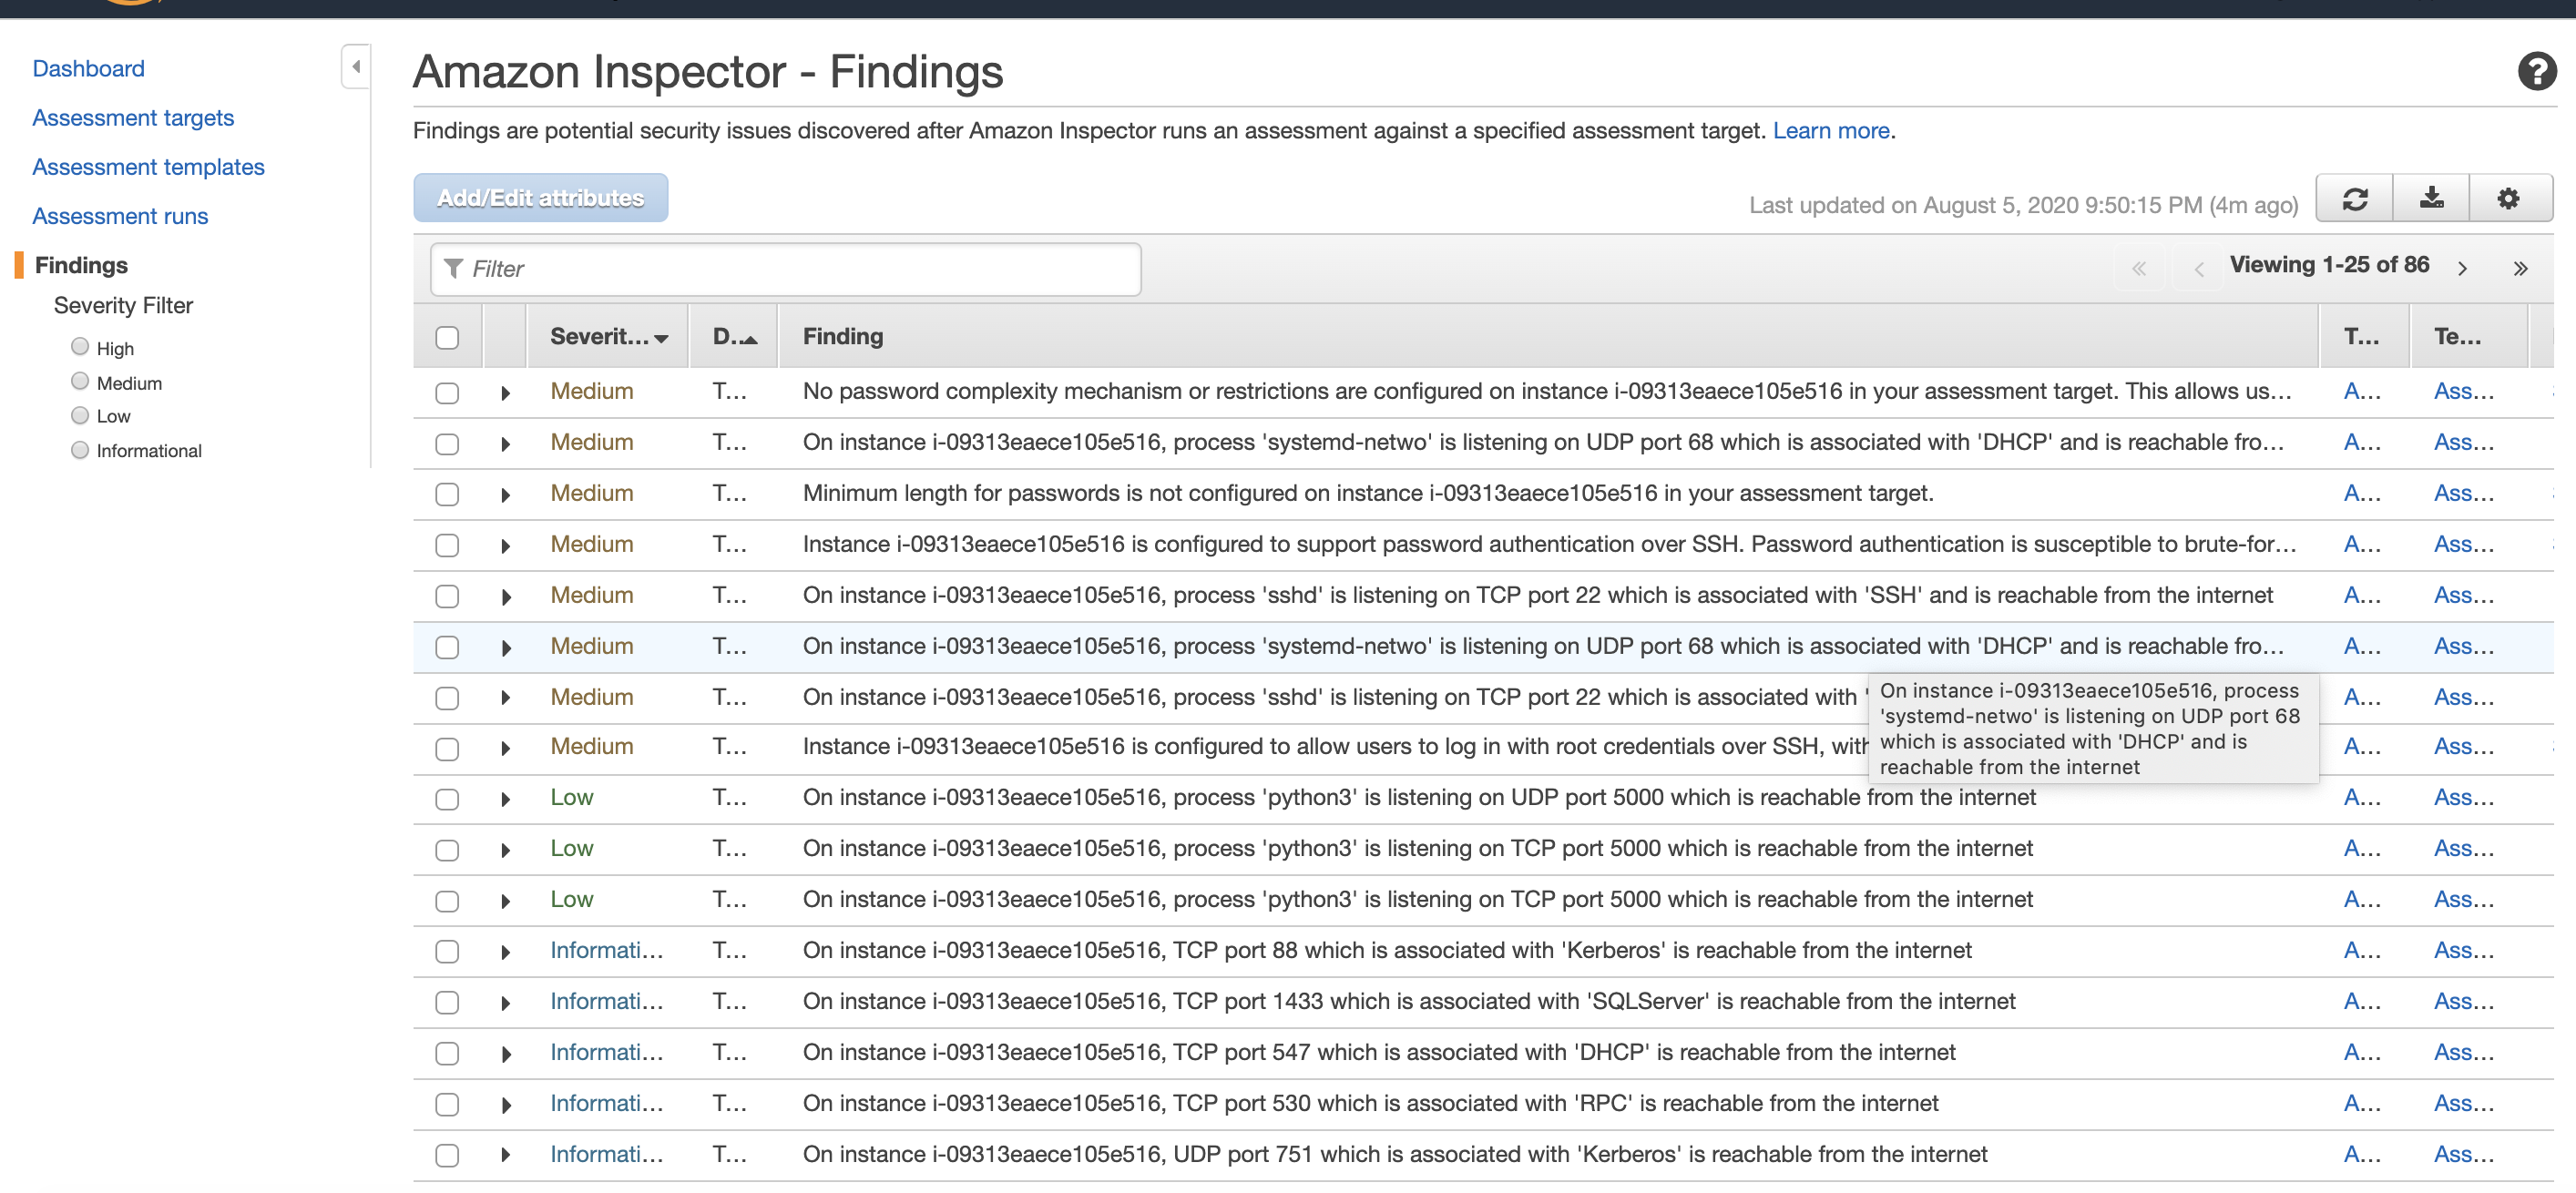 Dashboard
Assessment targets
Assessment templates
Assessment runs
Findings
Severity Filter
High
Medium
Low
Informational
Amazon Inspector - Findings
Findings are potential security issues discovered after Amazon Inspector runs an assessment against a specified assessment target. Learn more.
Add/Edit attributes
Last updated on August 5, 2020 9:50:15 PM (4m ago)
Filter
Viewing 1-25 of 86
Severit... D... Finding T... Te...
Medium T... No password complexity mechanism or restrictions are configured on instance i-09313eaece105e516 in your assessment target. This allows us... A... Ass...
Medium T... On instance i-09313eaece105e516, process 'systemd-netwo' is listening on UDP port 68 which is associated with 'DHCP' and is reachable fro... A... Ass...
Medium T... Minimum length for passwords is not configured on instance i-09313eaece105e516 in your assessment target. A... Ass...
Medium T... Instance i-09313eaece105e516 is configured to support password authentication over SSH. Password authentication is susceptible to brute-for... A... Ass...
Medium T... On instance i-09313eaece105e516, process 'sshd' is listening on TCP port 22 which is associated with 'SSH' and is reachable from the internet A... Ass...
Medium T... On instance i-09313eaece105e516, process 'systemd-netwo' is listening on UDP port 68 which is associated with 'DHCP' and is reachable fro... A... Ass...
Medium T... On instance i-09313eaece105e516, process 'sshd' is listening on TCP port 22 which is associated with ' A... Ass...
Medium T... Instance i-09313eaece105e516 is configured to allow users to log in with root credentials over SSH, with A... Ass...
On instance i-09313eaece105e516, process
'systemd-netwo' is listening on UDP port 68
which is associated with 'DHCP' and is
reachable from the internet
Low T... On instance i-09313eaece105e516, process 'python3' is listening on UDP port 5000 which is reachable from the internet A... Ass...
Low T... On instance i-09313eaece105e516, process 'python3' is listening on TCP port 5000 which is reachable from the internet A... Ass...
Low T... On instance i-09313eaece105e516, process 'python3' is listening on TCP port 5000 which is reachable from the internet A... Ass...
Informati... T... On instance i-09313eaece105e516, TCP port 88 which is associated with 'Kerberos' is reachable from the internet A... Ass...
Informati... T... On instance i-09313eaece105e516, TCP port 1433 which is associated with 'SQLServer' is reachable from the internet A... Ass...
Informati... T... On instance i-09313eaece105e516, TCP port 547 which is associated with 'DHCP' is reachable from the internet A... Ass...
Informati... T... On instance i-09313eaece105e516, TCP port 530 which is associated with 'RPC' is reachable from the internet A... Ass...
Informati... T... On instance i-09313eaece105e516, UDP port 751 which is associated with 'Kerberos' is reachable from the internet A... Ass...